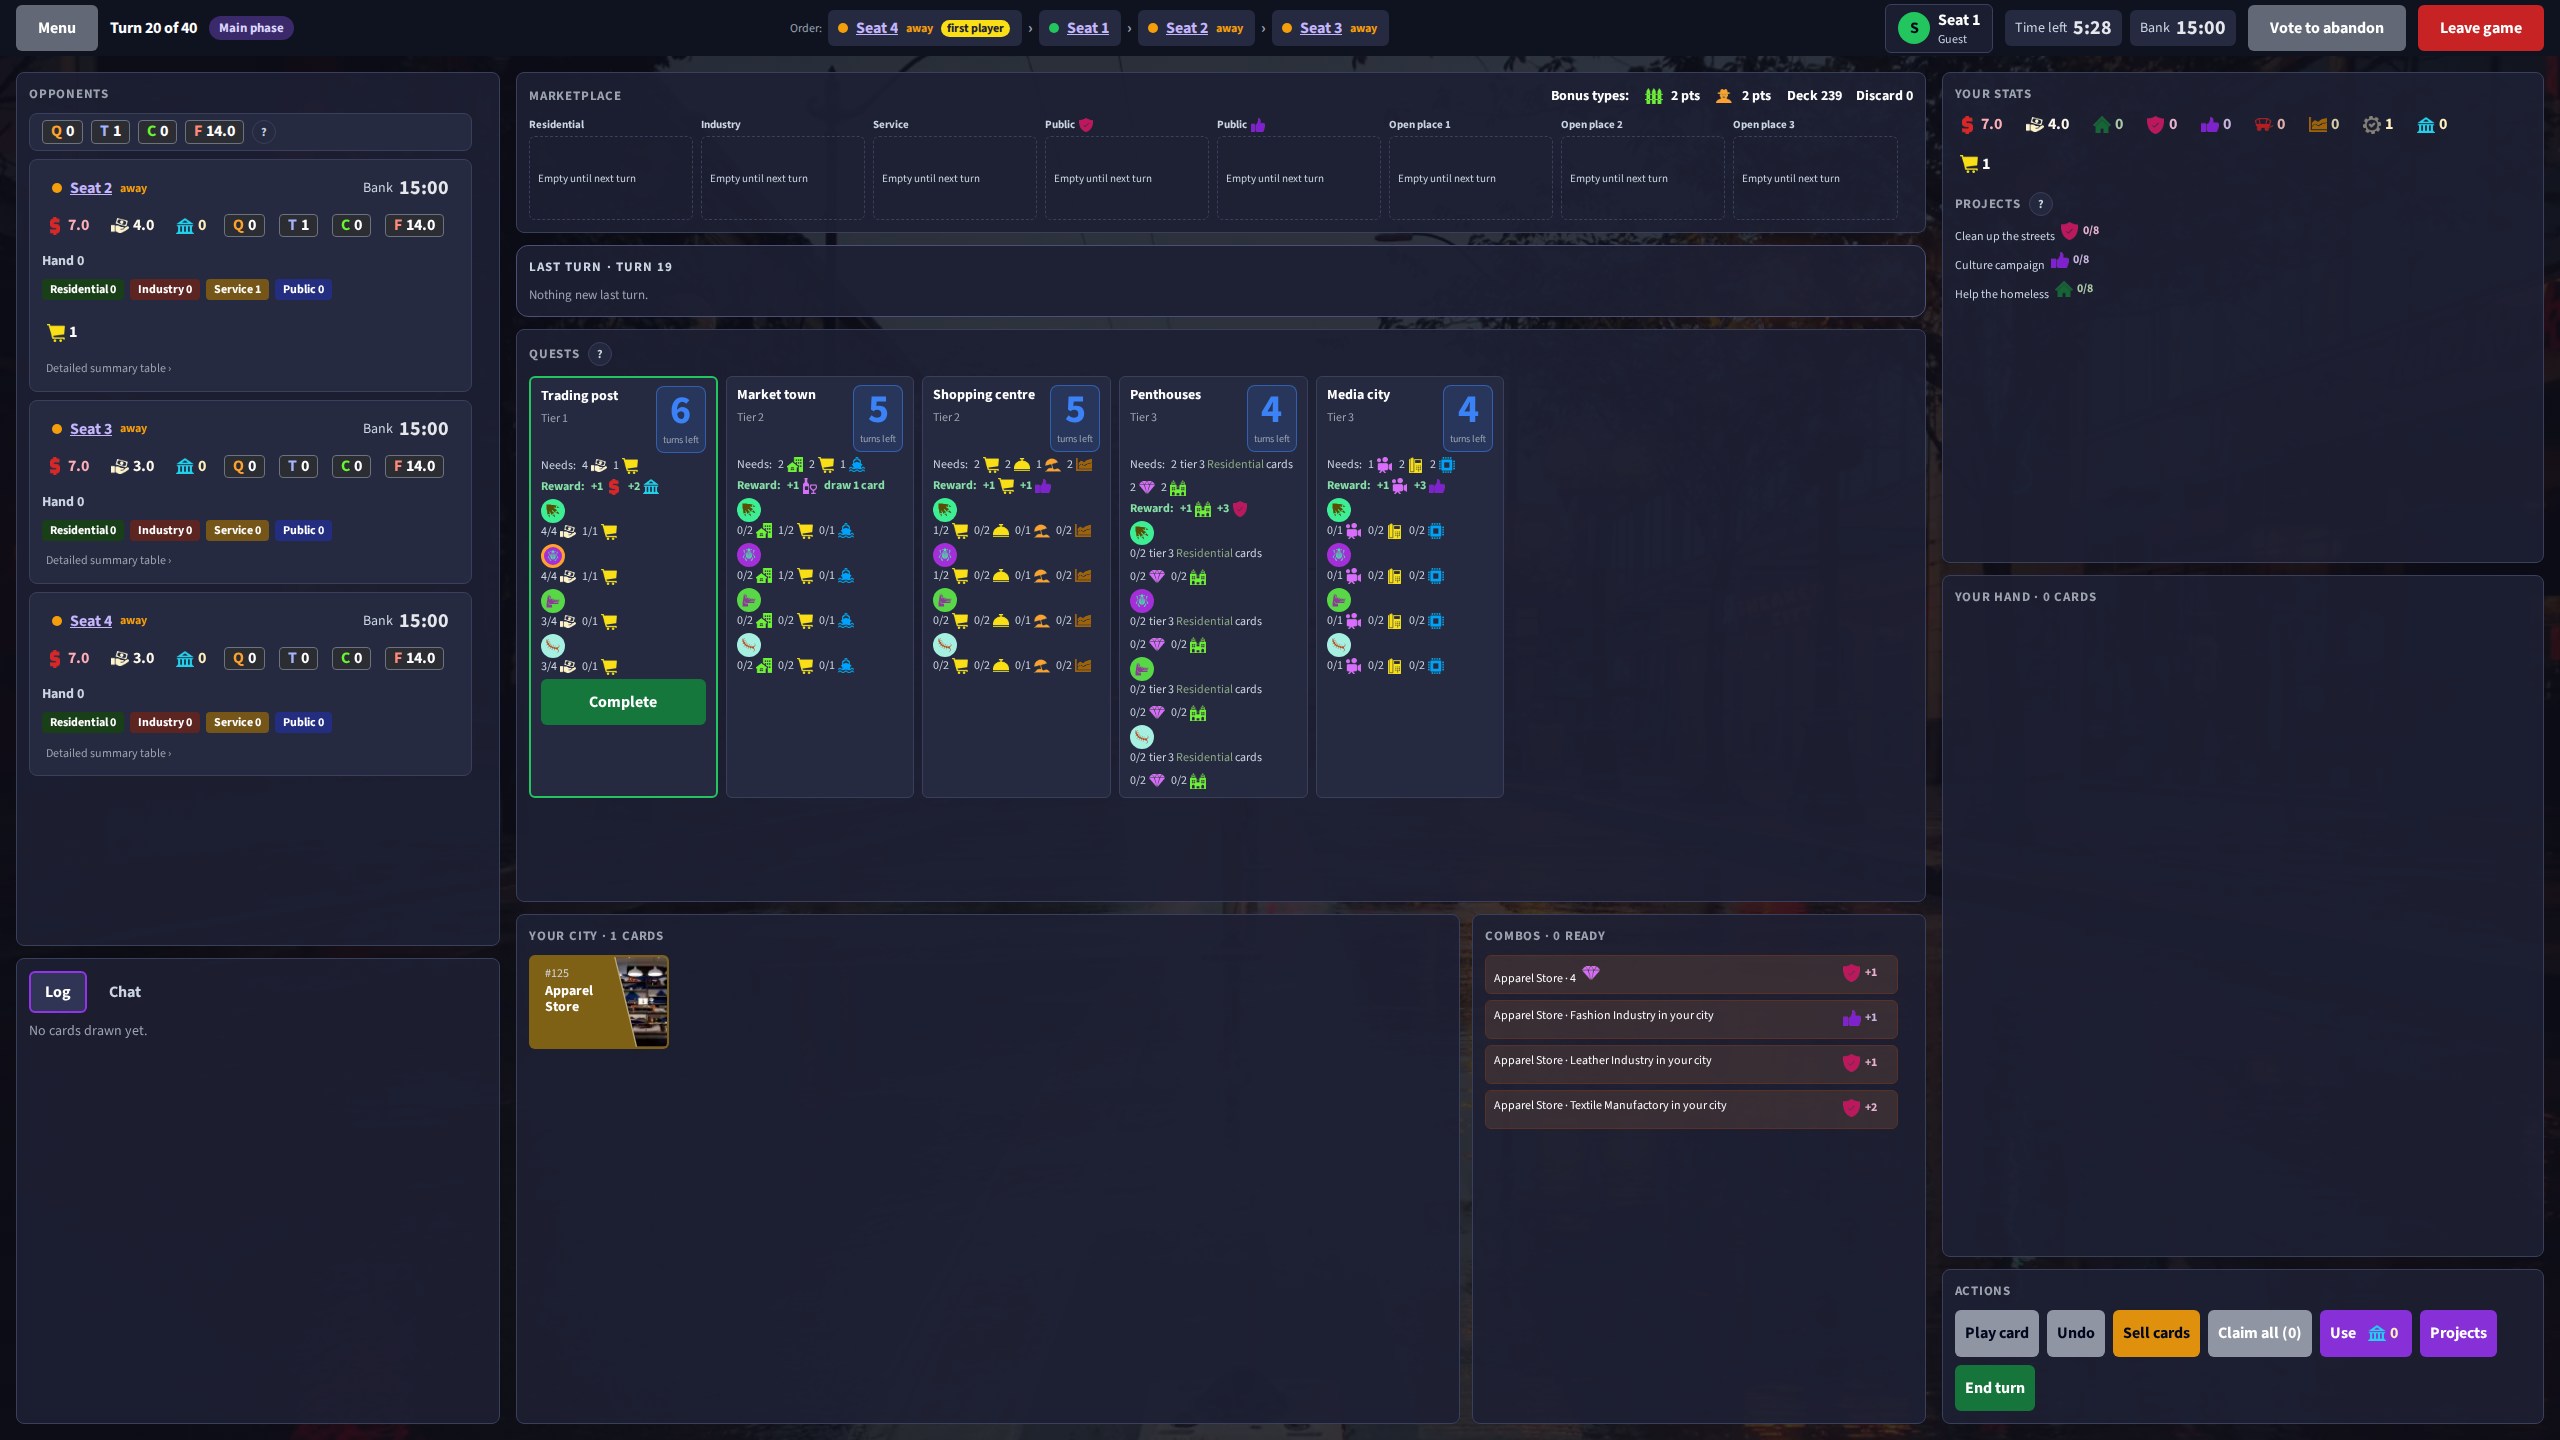 Menu
Turn 20 of 40
Main phase
Order:
Seat 4 away first player
›
Seat 1
›
Seat 2 away
›
Seat 3 away
S
Seat 1
Guest
Time left 5:28
Bank 15:00
Vote to abandon
Leave game
OPPONENTS
Q 0
T 1
C 0
F 14.0
?
Seat 2 away
Bank 15:00
7.0 4.0 0 Q 0 T 1 C 0 F 14.0
Hand 0
Residential 0 Industry 0 Service 1 Public 0
1
Detailed summary table ›
Seat 3 away
Bank 15:00
7.0 3.0 0 Q 0 T 0 C 0 F 14.0
Hand 0
Residential 0 Industry 0 Service 0 Public 0
Detailed summary table ›
Seat 4 away
Bank 15:00
7.0 3.0 0 Q 0 T 0 C 0 F 14.0
Hand 0
Residential 0 Industry 0 Service 0 Public 0
Detailed summary table ›
Log
Chat
No cards drawn yet.
MARKETPLACE
Bonus types: 2 pts 2 pts Deck 239 Discard 0
Residential
Empty until next turn
Industry
Empty until next turn
Service
Empty until next turn
Public
Empty until next turn
Public
Empty until next turn
Open place 1
Empty until next turn
Open place 2
Empty until next turn
Open place 3
Empty until next turn
LAST TURN · TURN 19
Nothing new last turn.
QUESTS ?
Trading post
Tier 1
6
turns left
Needs: 4 1
Reward: +1 +2
4/4 1/1
4/4 1/1
3/4 0/1
3/4 0/1
Complete
Market town
Tier 2
5
turns left
Needs: 2 2 1
Reward: +1 draw 1 card
0/2 1/2 0/1
0/2 1/2 0/1
0/2 0/2 0/1
0/2 0/2 0/1
Shopping centre
Tier 2
5
turns left
Needs: 2 2 1 2
Reward: +1 +1
1/2 0/2 0/1 0/2
1/2 0/2 0/1 0/2
0/2 0/2 0/1 0/2
0/2 0/2 0/1 0/2
Penthouses
Tier 3
4
turns left
Needs: 2 tier 3 Residential cards
2 2
Reward: +1 +3
0/2 tier 3 Residential cards
0/2 0/2
0/2 tier 3 Residential cards
0/2 0/2
0/2 tier 3 Residential cards
0/2 0/2
0/2 tier 3 Residential cards
0/2 0/2
Media city
Tier 3
4
turns left
Needs: 1 2 2
Reward: +1 +3
0/1 0/2 0/2
0/1 0/2 0/2
0/1 0/2 0/2
0/1 0/2 0/2
YOUR CITY · 1 CARDS
#125
Apparel
Store
COMBOS · 0 READY
Apparel Store · 4 +1
Apparel Store · Fashion Industry in your city +1
Apparel Store · Leather Industry in your city +1
Apparel Store · Textile Manufactory in your city +2
YOUR STATS
7.0 4.0 0 0 0 0 0 1 0
1
PROJECTS ?
Clean up the streets 0/8
Culture campaign 0/8
Help the homeless 0/8
YOUR HAND · 0 CARDS
ACTIONS
Play card
Undo
Sell cards
Claim all (0)
Use 0
Projects
End turn